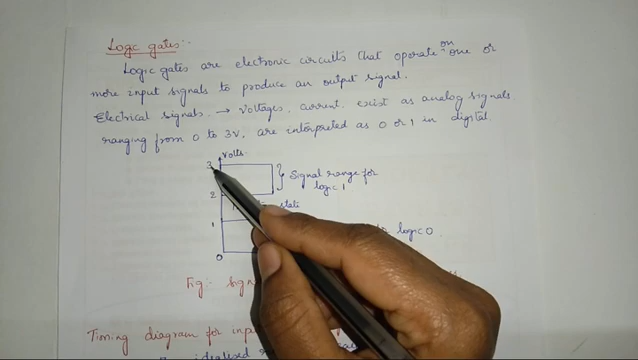 Logic gates:-
Logic gates are electronic circuits that operate on one or
more input signals to produce an output signal.
Electrical signals → voltages, current exist as analog signals
ranging from 0 to 3V, are interpreted as 0 or 1 in digital.
volts
3
Signal range for
logic 1
2
state
1
logic 0
0
Fig:
Timing diagram for
idealised